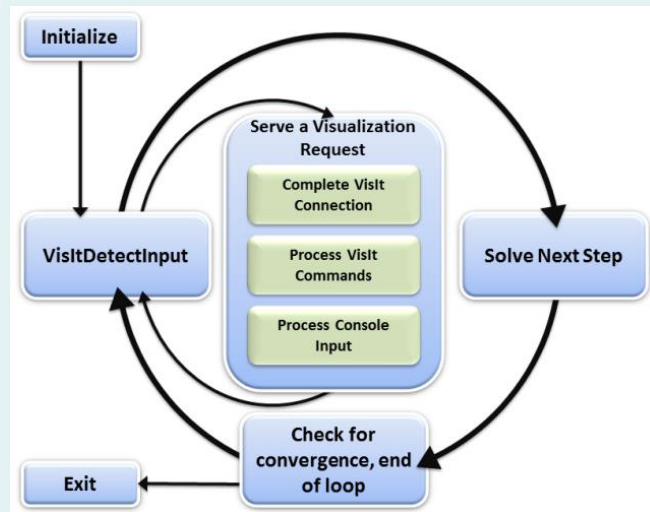 Initialize
Serve a Visualization
Request
Complete VisIt
Connection
Process VisIt
Commands
Process Console
Input
VisItDetectInput
Solve Next Step
Check for
convergence, end
of loop
Exit